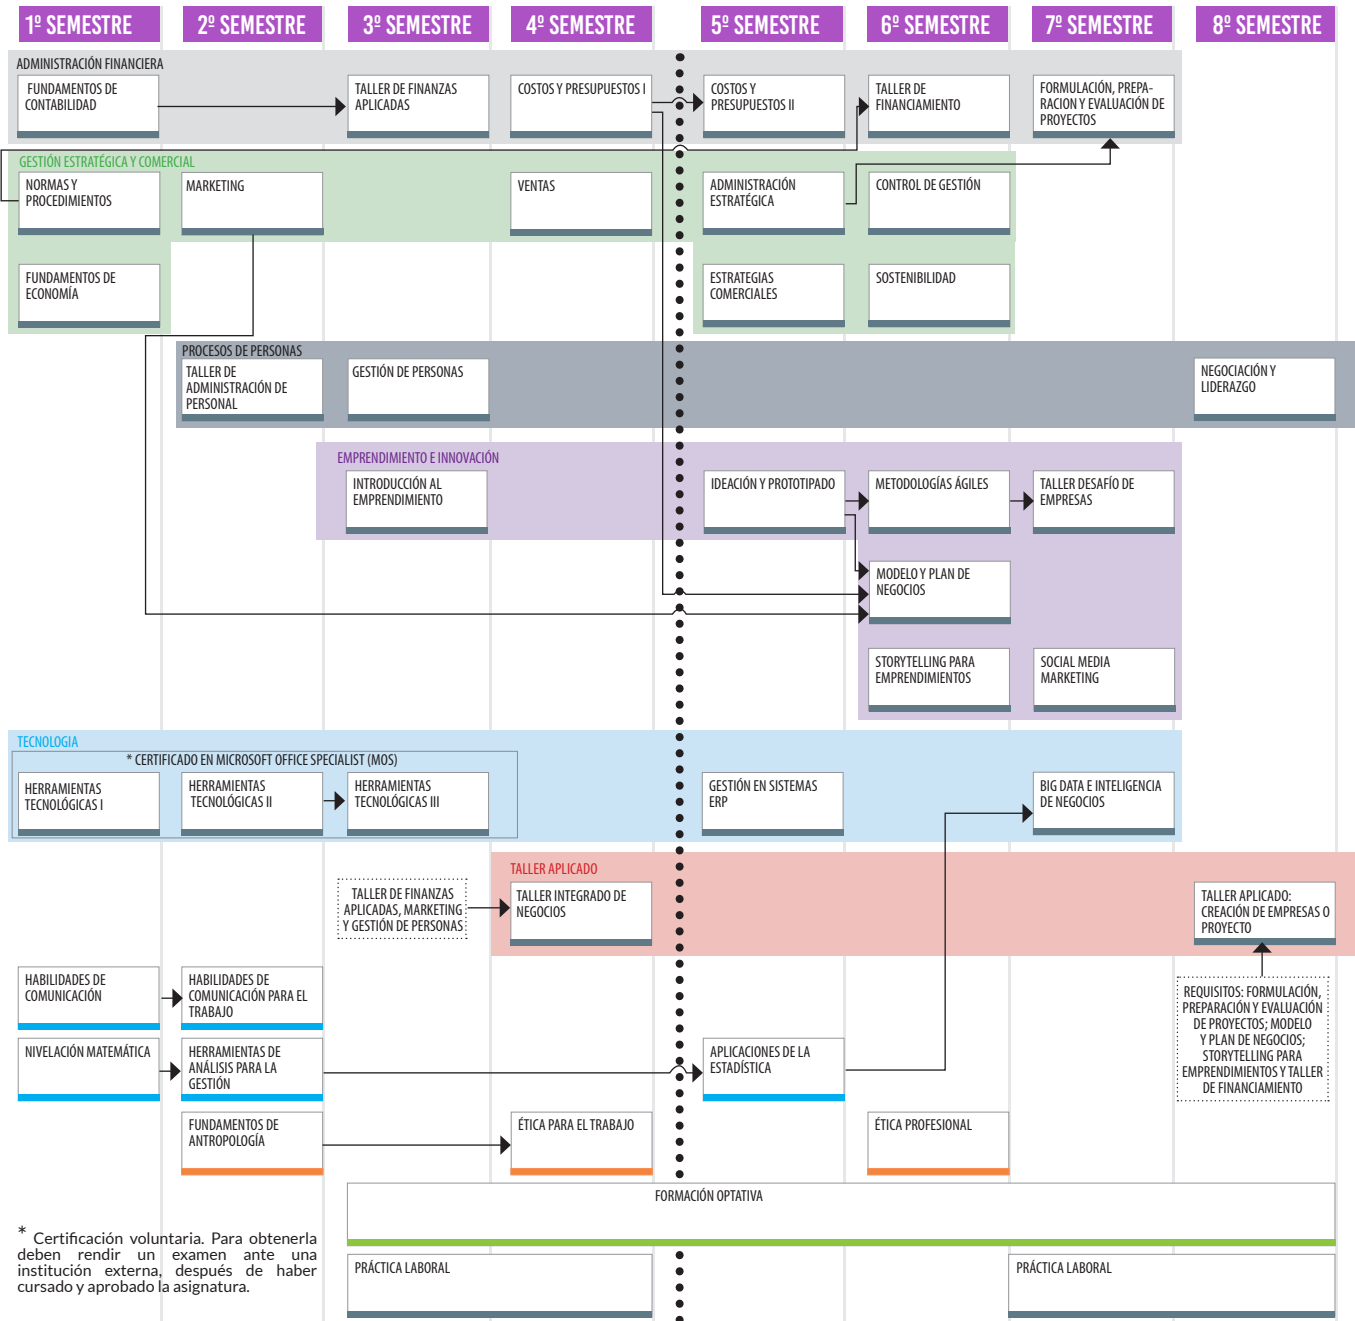 1º SEMESTRE
2º SEMESTRE
3º SEMESTRE
4º SEMESTRE
5º SEMESTRE
6º SEMESTRE
7º SEMESTRE
8º SEMESTRE
ADMINISTRACIÓN FINANCIERA
FUNDAMENTOS DE
CONTABILIDAD
TALLER DE FINANZAS
APLICADAS
COSTOS Y PRESUPUESTOS I
COSTOS Y
PRESUPUESTOS II
TALLER DE
FINANCIAMIENTO
FORMULACIÓN, PREPA-
RACION Y EVALUACIÓN DE
PROYECTOS
GESTIÓN ESTRATÉGICA Y COMERCIAL
NORMAS Y
PROCEDIMIENTOS
MARKETING
VENTAS
ADMINISTRACIÓN
ESTRATÉGICA
CONTROL DE GESTIÓN
FUNDAMENTOS DE
ECONOMÍA
ESTRATEGIAS
COMERCIALES
SOSTENIBILIDAD
PROCESOS DE PERSONAS
TALLER DE
ADMINISTRACIÓN DE
PERSONAL
GESTIÓN DE PERSONAS
NEGOCIACIÓN Y
LIDERAZGO
EMPRENDIMIENTO E INNOVACIÓN
INTRODUCCIÓN AL
EMPRENDIMIENTO
IDEACIÓN Y PROTOTIPADO
METODOLOGÍAS ÁGILES
TALLER DESAFÍO DE
EMPRESAS
MODELO Y PLAN DE
NEGOCIOS
STORYTELLING PARA
EMPRENDIMIENTOS
SOCIAL MEDIA
MARKETING
TECNOLOGIA
* CERTIFICADO EN MICROSOFT OFFICE SPECIALIST (MOS)
HERRAMIENTAS
TECNOLÓGICAS I
HERRAMIENTAS
TECNOLÓGICAS II
HERRAMIENTAS
TECNOLÓGICAS III
GESTIÓN EN SISTEMAS
ERP
BIG DATA E INTELIGENCIA
DE NEGOCIOS
TALLER APLICADO
TALLER DE FINANZAS
APLICADAS, MARKETING
Y GESTIÓN DE PERSONAS
TALLER INTEGRADO DE
NEGOCIOS
TALLER APLICADO:
CREACIÓN DE EMPRESAS O
PROYECTO
HABILIDADES DE
COMUNICACIÓN
HABILIDADES DE
COMUNICACIÓN PARA EL
TRABAJO
REQUISITOS: FORMULACIÓN,
PREPARACIÓN Y EVALUACIÓN
DE PROYECTOS; MODELO
Y PLAN DE NEGOCIOS;
STORYTELLING PARA
EMPRENDIMIENTOS Y TALLER
DE FINANCIAMIENTO
NIVELACIÓN MATEMÁTICA
HERRAMIENTAS DE
ANÁLISIS PARA LA
GESTIÓN
APLICACIONES DE LA
ESTADÍSTICA
FUNDAMENTOS DE
ANTROPOLOGÍA
ÉTICA PARA EL TRABAJO
ÉTICA PROFESIONAL
FORMACIÓN OPTATIVA
* Certificación voluntaria. Para obtenerla
deben rendir un examen ante una
institución externa, después de haber
cursado y aprobado la asignatura.
PRÁCTICA LABORAL
PRÁCTICA LABORAL